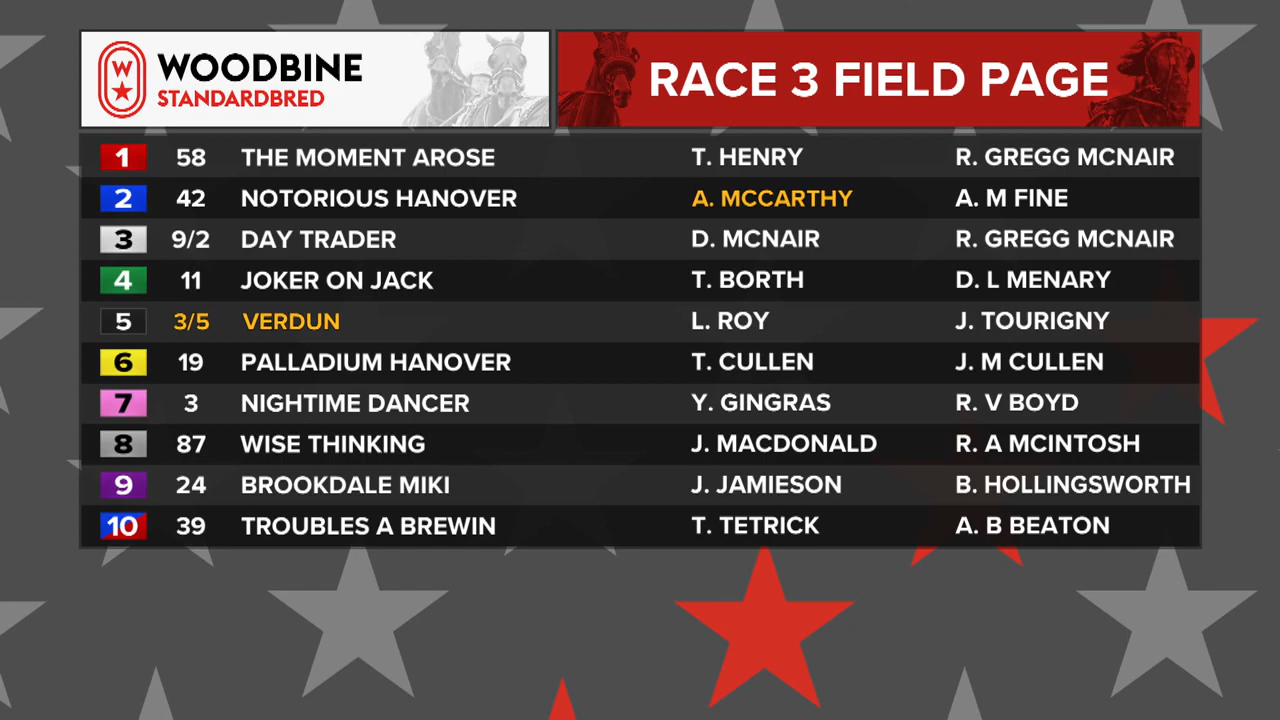 W WOODBINE STANDARDBRED
RACE 3 FIELD PAGE
1 58 THE MOMENT AROSE T. HENRY R. GREGG MCNAIR
2 42 NOTORIOUS HANOVER A. MCCARTHY A. M FINE
3 9/2 DAY TRADER D. MCNAIR R. GREGG MCNAIR
4 11 JOKER ON JACK T. BORTH D. L MENARY
5 3/5 VERDUN L. ROY J. TOURIGNY
6 19 PALLADIUM HANOVER T. CULLEN J. M CULLEN
7 3 NIGHTIME DANCER Y. GINGRAS R. V BOYD
8 87 WISE THINKING J. MACDONALD R. A MCINTOSH
9 24 BROOKDALE MIKI J. JAMIESON B. HOLLINGSWORTH
10 39 TROUBLES A BREWIN T. TETRICK A. B BEATON